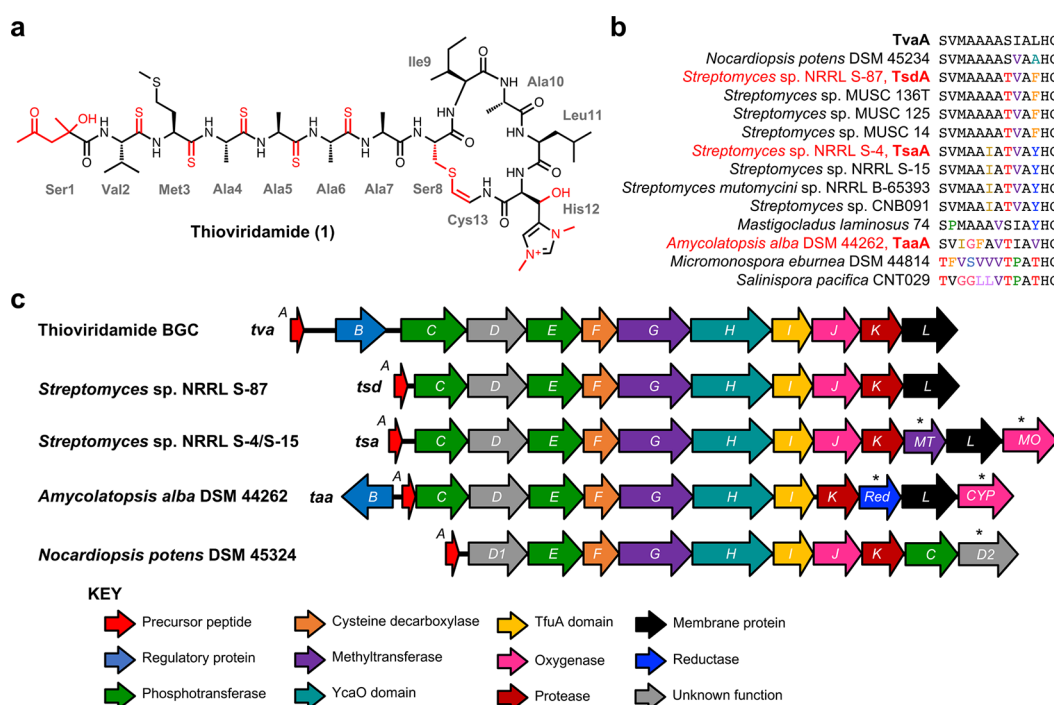 a
Ile9
Ala10
Leu11
His12
Ser1 Val2 Met3 Ala4 Ala5 Ala6 Ala7 Ser8
Cys13
O
OH
O
H
N
S
S
N
H
S
H
N
O
N
H
OH
N
N+
Thioviridamide (1)
b
TvaA SVMAAAASIALHC
Nocardiopsis potens DSM 45234 SVMAAAASVAAHC
Streptomyces sp. NRRL S-87, TsdA SVMAAAATVAFHC
Streptomyces sp. MUSC 136T SVMAAAATVAFHC
Streptomyces sp. MUSC 125 SVMAAAATVAFHC
Streptomyces sp. MUSC 14 SVMAAAATVAFHC
Streptomyces sp. NRRL S-4, TsaA SVMAAIATVAYHC
Streptomyces sp. NRRL S-15 SVMAAIATVAYHC
Streptomyces mutomycini sp. NRRL B-65393 SVMAAIATVAYHC
Streptomyces sp. CNB091 SVMAAIATVAYHC
Mastigocladus laminosus 74 SPMAAAVSIAYHC
Amycolatopsis alba DSM 44262, TaaA SVIGFAVTIAVHC
Micromonospora eburnea DSM 44814 TFVSVVVTPATHC
Salinispora pacifica CNT029 TVGGLLVTPATHC
c
Thioviridamide BGC tva A B C D E F G H I J K L
Streptomyces sp. NRRL S-87 tsd A C D E F G H I J K L
Streptomyces sp. NRRL S-4/S-15 tsa A C D E F G H I J K * MT L * MO
Amycolatopsis alba DSM 44262 taa B A C D E F G H I K * Red L * CYP
Nocardiopsis potens DSM 45324 A D1 E F G H I J K C * D2
KEY
Precursor peptide Cysteine decarboxylase TfuA domain Membrane protein
Regulatory protein Methyltransferase Oxygenase Reductase
Phosphotransferase YcaO domain Protease Unknown function